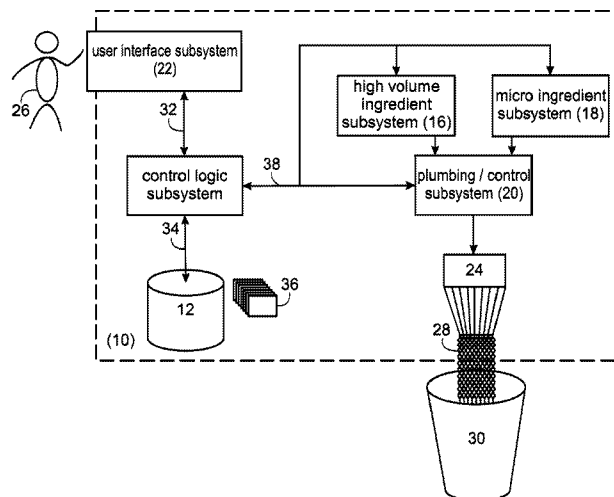 user interface subsystem
(22)
26
32
high volume
ingredient
subsystem (16)
micro ingredient
subsystem (18)
control logic
subsystem
38
plumbing / control
subsystem (20)
34
12
36
24
(10)
28
30